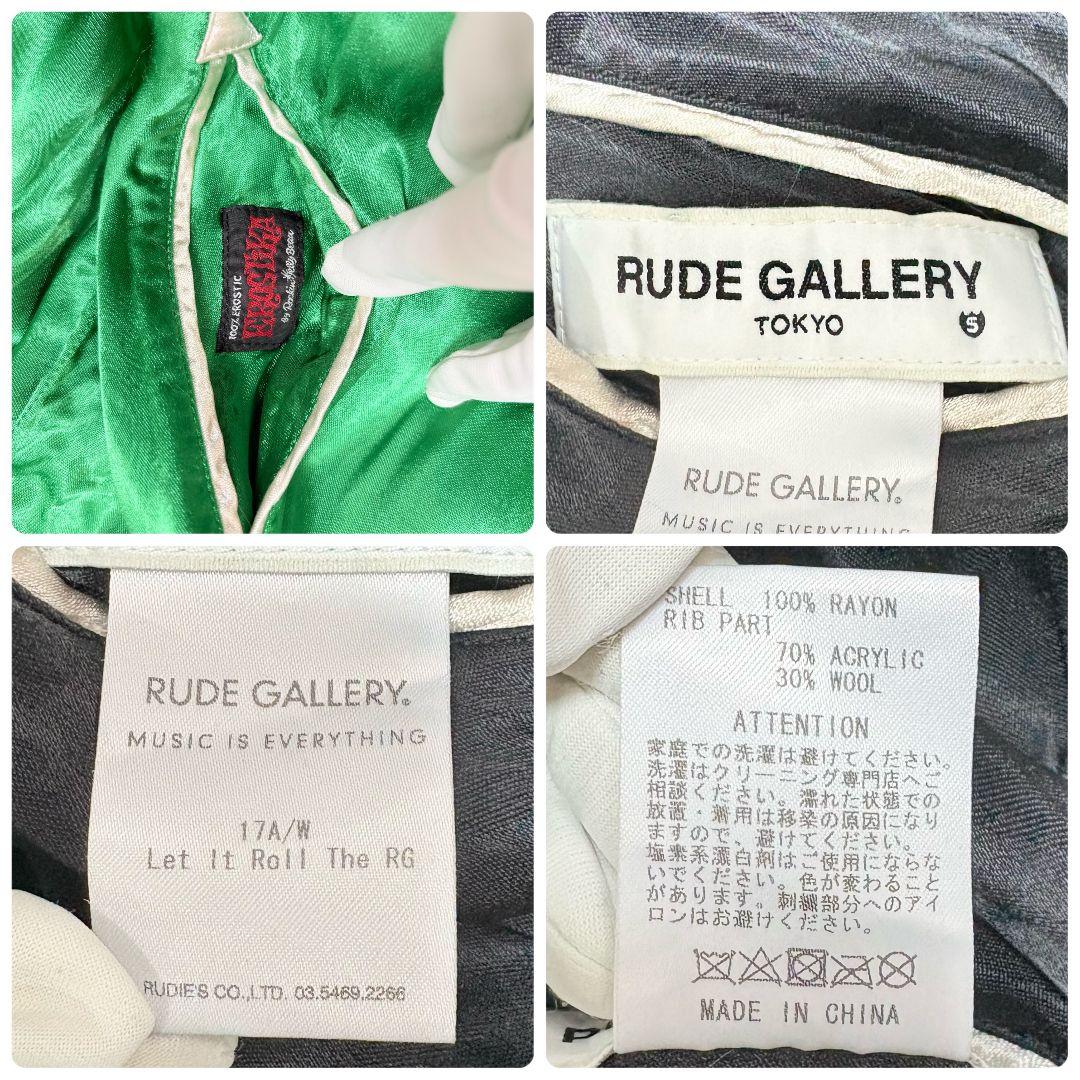 100% EROSTIC
EROSTIKA
by Rockin' Jelly Bean
RUDE GALLERY
TOKYO
S
RUDE GALLERY®
MUSIC IS EVERYTHING
RUDE GALLERY®
MUSIC IS EVERYTHING
17A/W
Let It Roll The RG
RUDIE'S CO.,LTD. 03.5469.2266
SHELL 100% RAYON
RIB PART
70% ACRYLIC
30% WOOL
ATTENTION
家庭での洗濯は避けてください。
洗濯はクリーニング専門店へご
相談ください。濡れた状態での
放置・着用は移染の原因になり
ますので、避けてください。
塩素系漂白剤はご使用にならな
いでください。色が変わること
があります。刺繍部分へのアイ
ロンはお避けください。
MADE IN CHINA